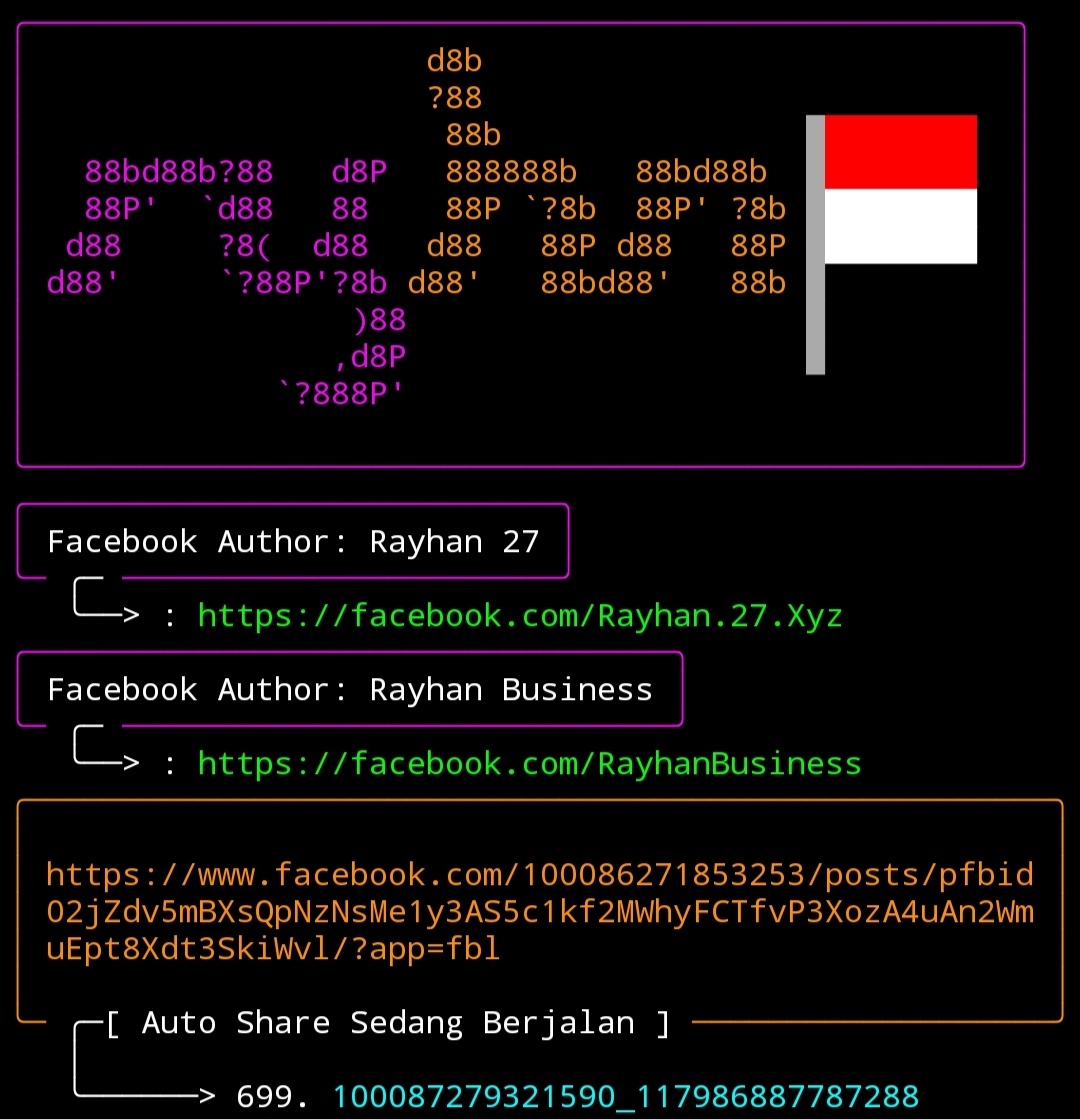 d8b
?88
88b
88bd88b?88 d8P 888888b 88bd88b
88P' `d88 88 88P `?8b 88P' ?8b
d88 ?8( d88 d88 88P d88 88P
d88' `?88P'?8b d88' 88bd88' 88b
)88
,d8P
`?888P'
Facebook Author: Rayhan 27
> : https://facebook.com/Rayhan.27.Xyz
Facebook Author: Rayhan Business
> : https://facebook.com/RayhanBusiness
https://www.facebook.com/100086271853253/posts/pfbid
02jZdv5mBXsQpNzNsMe1y3AS5c1kf2MWhyFCTfvP3XozA4uAn2Wm
uEpt8Xdt3SkiWvl/?app=fbl
[ Auto Share Sedang Berjalan ]
> 699. 100087279321590_117986887787288